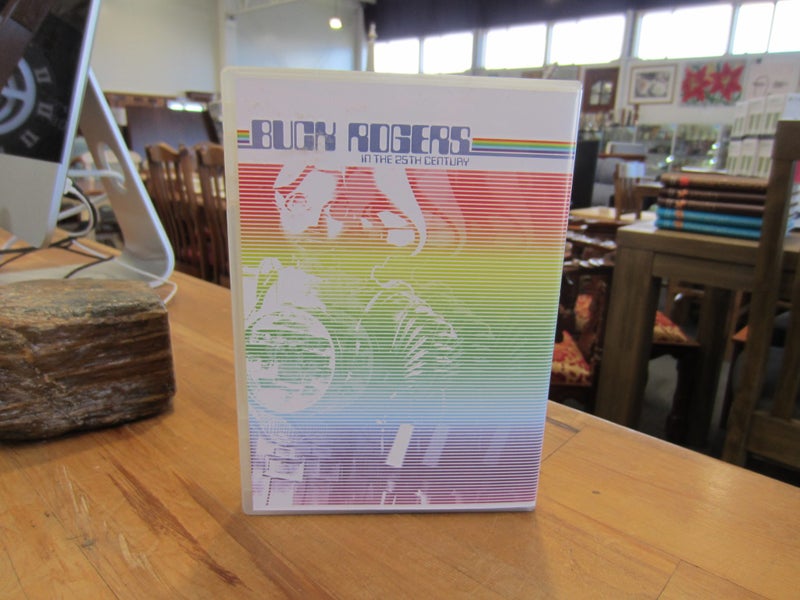 BUCK ROGERS
IN THE 25TH CENTURY